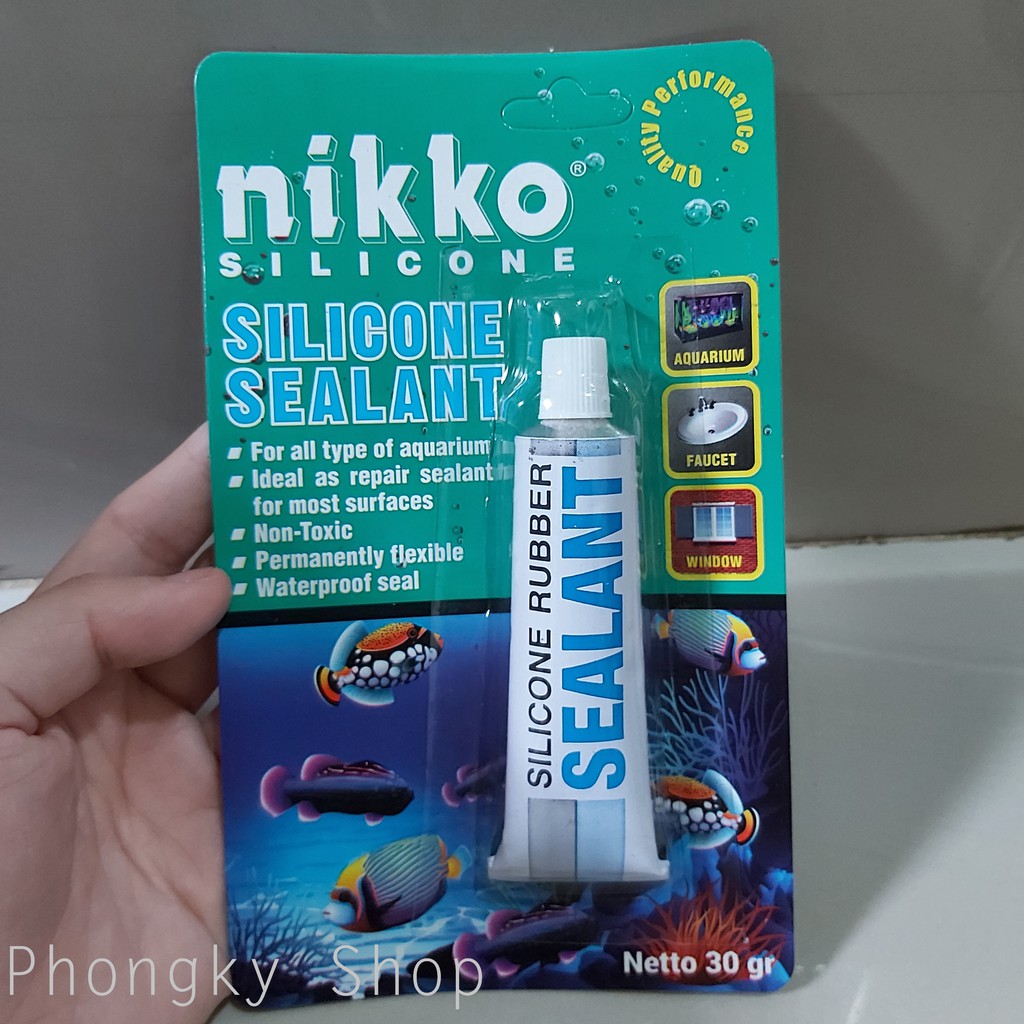 Quality Performance
nikko®
SILICONE
SILICONE
SEALANT
For all type of aquarium
Ideal as repair sealant
for most surfaces
Non-Toxic
Permanently flexible
Waterproof seal
AQUARIUM
FAUCET
WINDOW
SILICONE RUBBER
SEALANT
Netto 30 gr
Phongky Shop